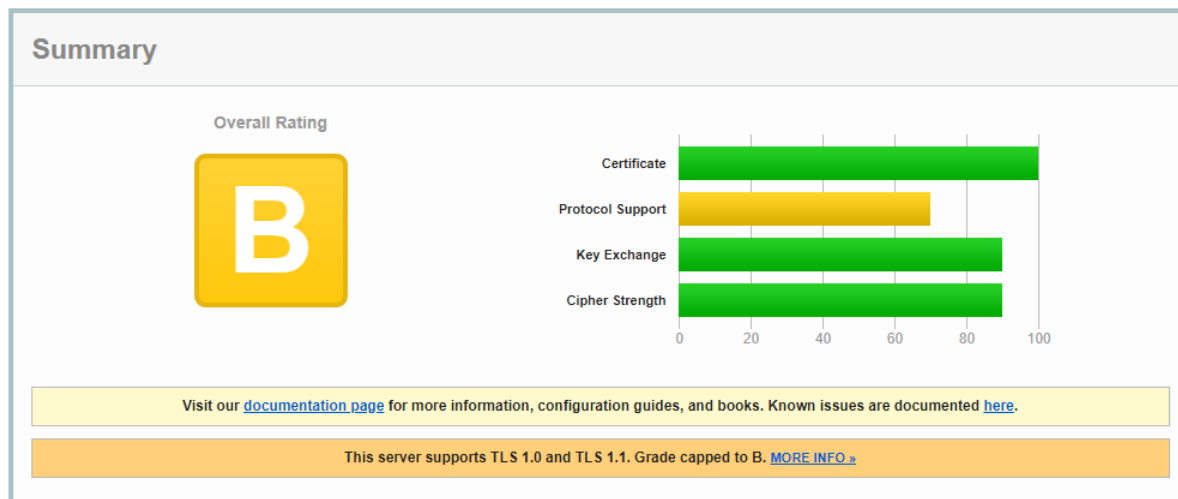 Summary
Overall Rating
B
Certificate
Protocol Support
Key Exchange
Cipher Strength
0 20 40 60 80 100
Visit our documentation page for more information, configuration guides, and books. Known issues are documented here.
This server supports TLS 1.0 and TLS 1.1. Grade capped to B. MORE INFO »